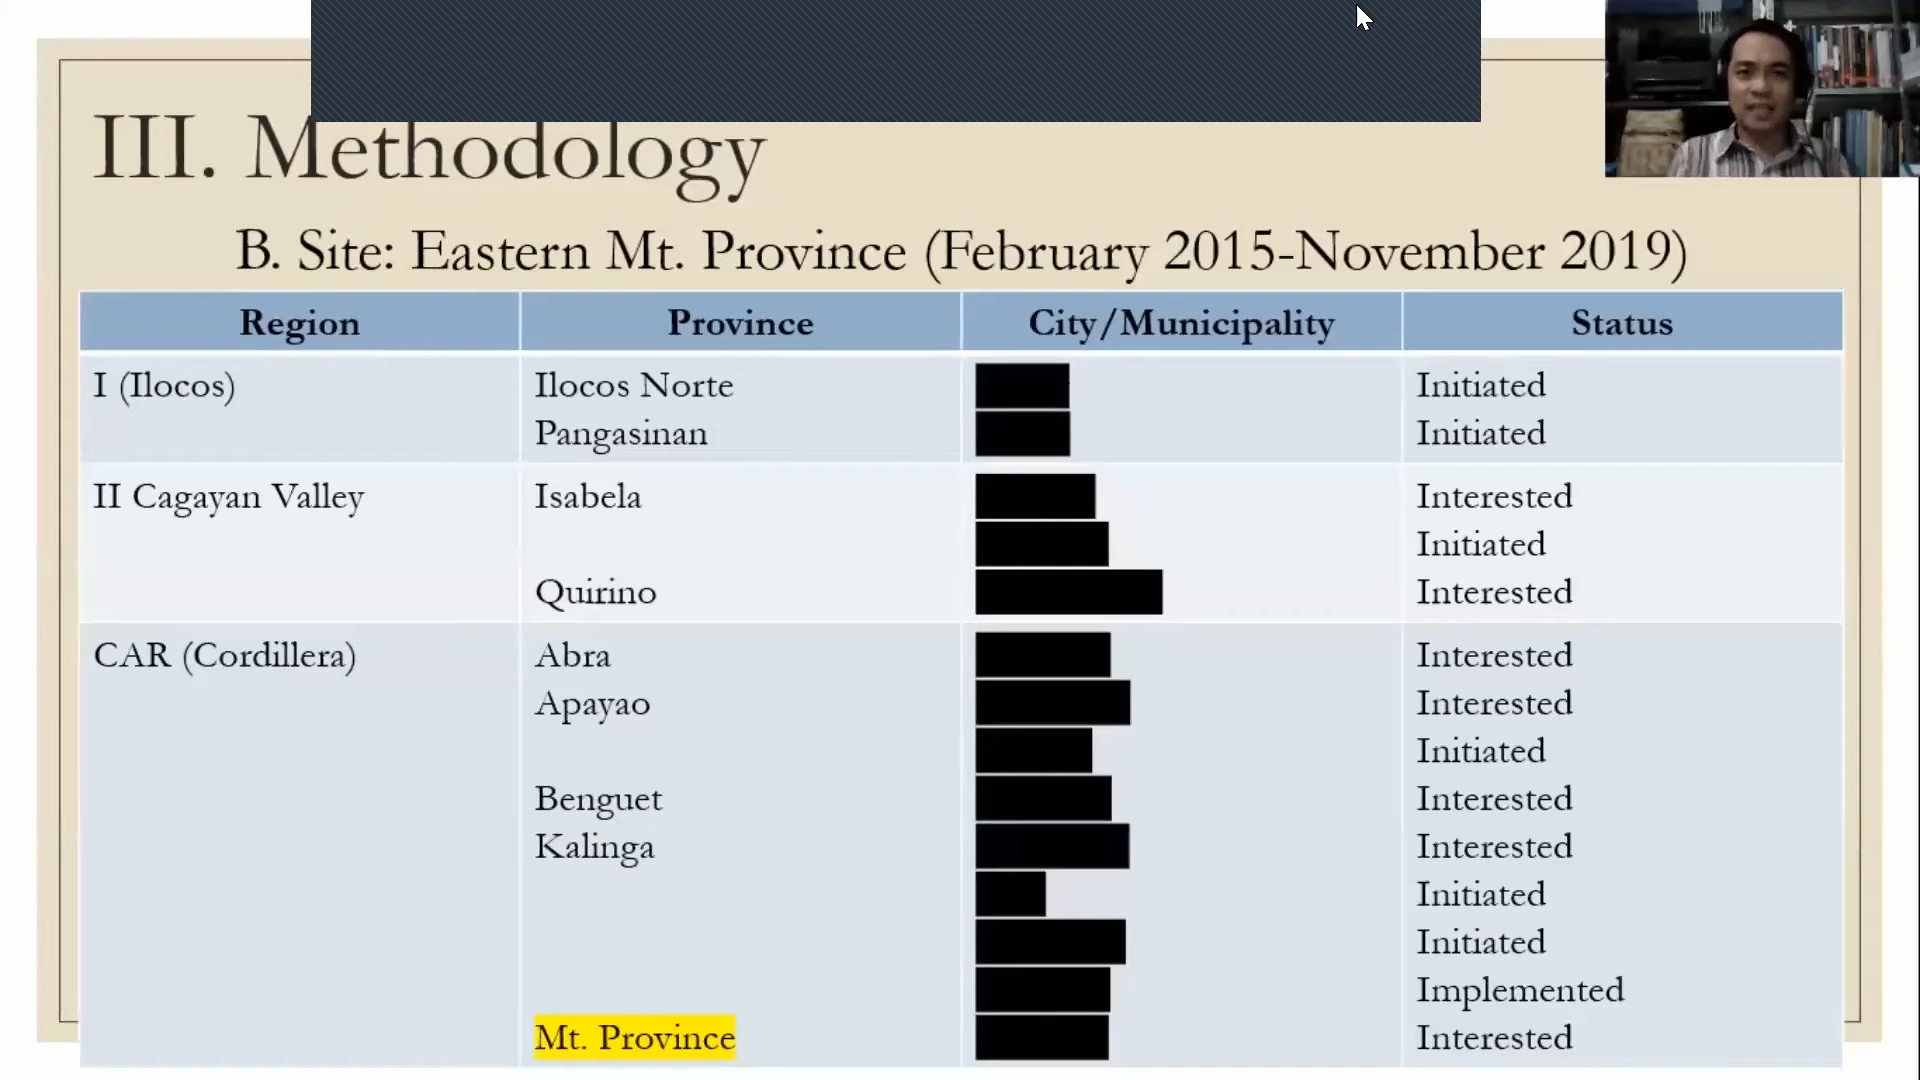 III. Methodology
B. Site: Eastern Mt. Province (February 2015-November 2019)
Region Province City/Municipality Status
I (Ilocos) Ilocos Norte Initiated
Pangasinan Initiated
II Cagayan Valley Isabela Interested
Initiated
Quirino Interested
CAR (Cordillera) Abra Interested
Apayao Interested
Initiated
Benguet Interested
Kalinga Interested
Initiated
Initiated
Implemented
Mt. Province Interested